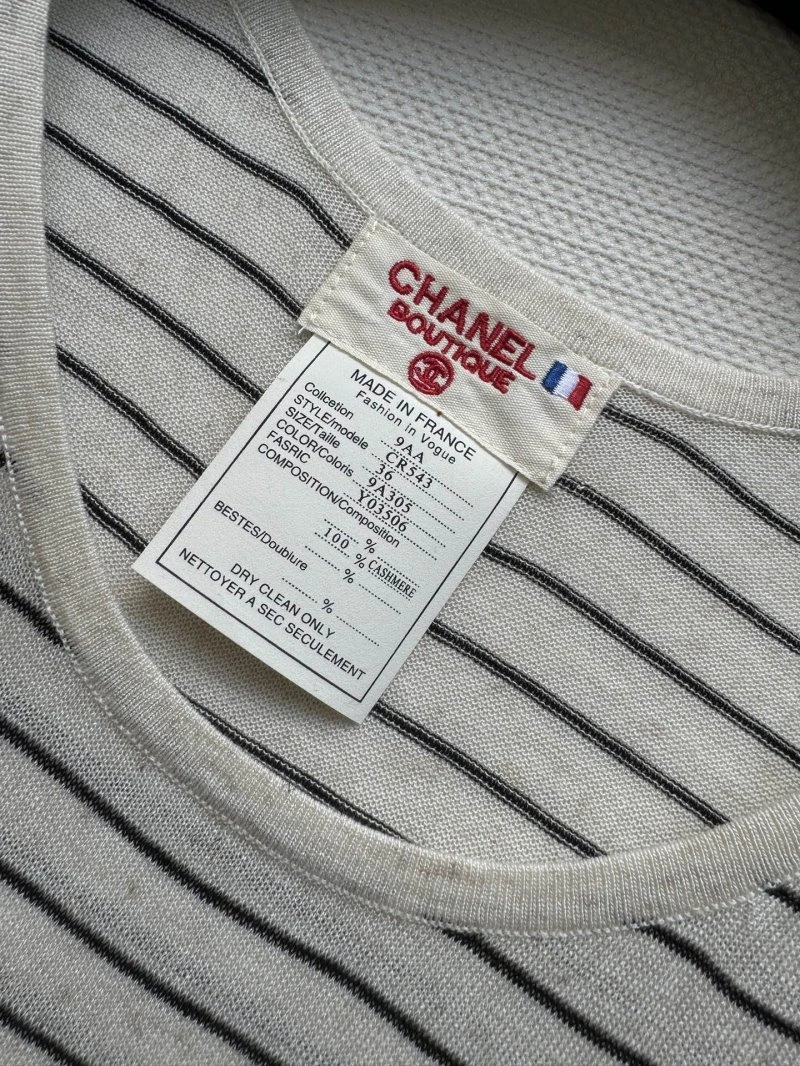 CHANEL
BOUTIQUE
MADE IN FRANCE
Fashion in Vogue
Collcetion 9AA
STYLE/modele CR543
SIZE/Taille 36
COLOR/Coloris 9A305
FASRIC Y03506
COMPOSITION/Composition
%
100 % CASHMERE
BESTES/Doublure %
%
DRY CLEAN ONLY
NETTOYER A SEC SECULEMENT